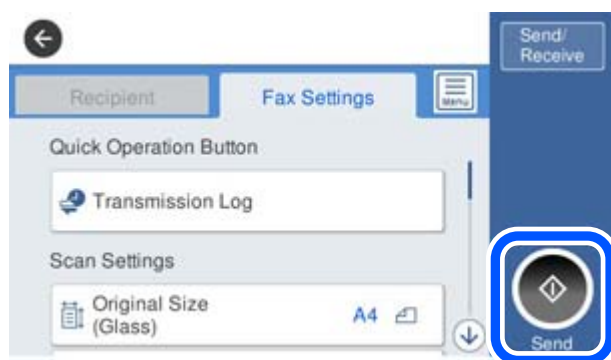 Send/
Receive
Recipient
Fax Settings
Menu
Quick Operation Button
Transmission Log
Scan Settings
Original Size
(Glass)
A4
Send